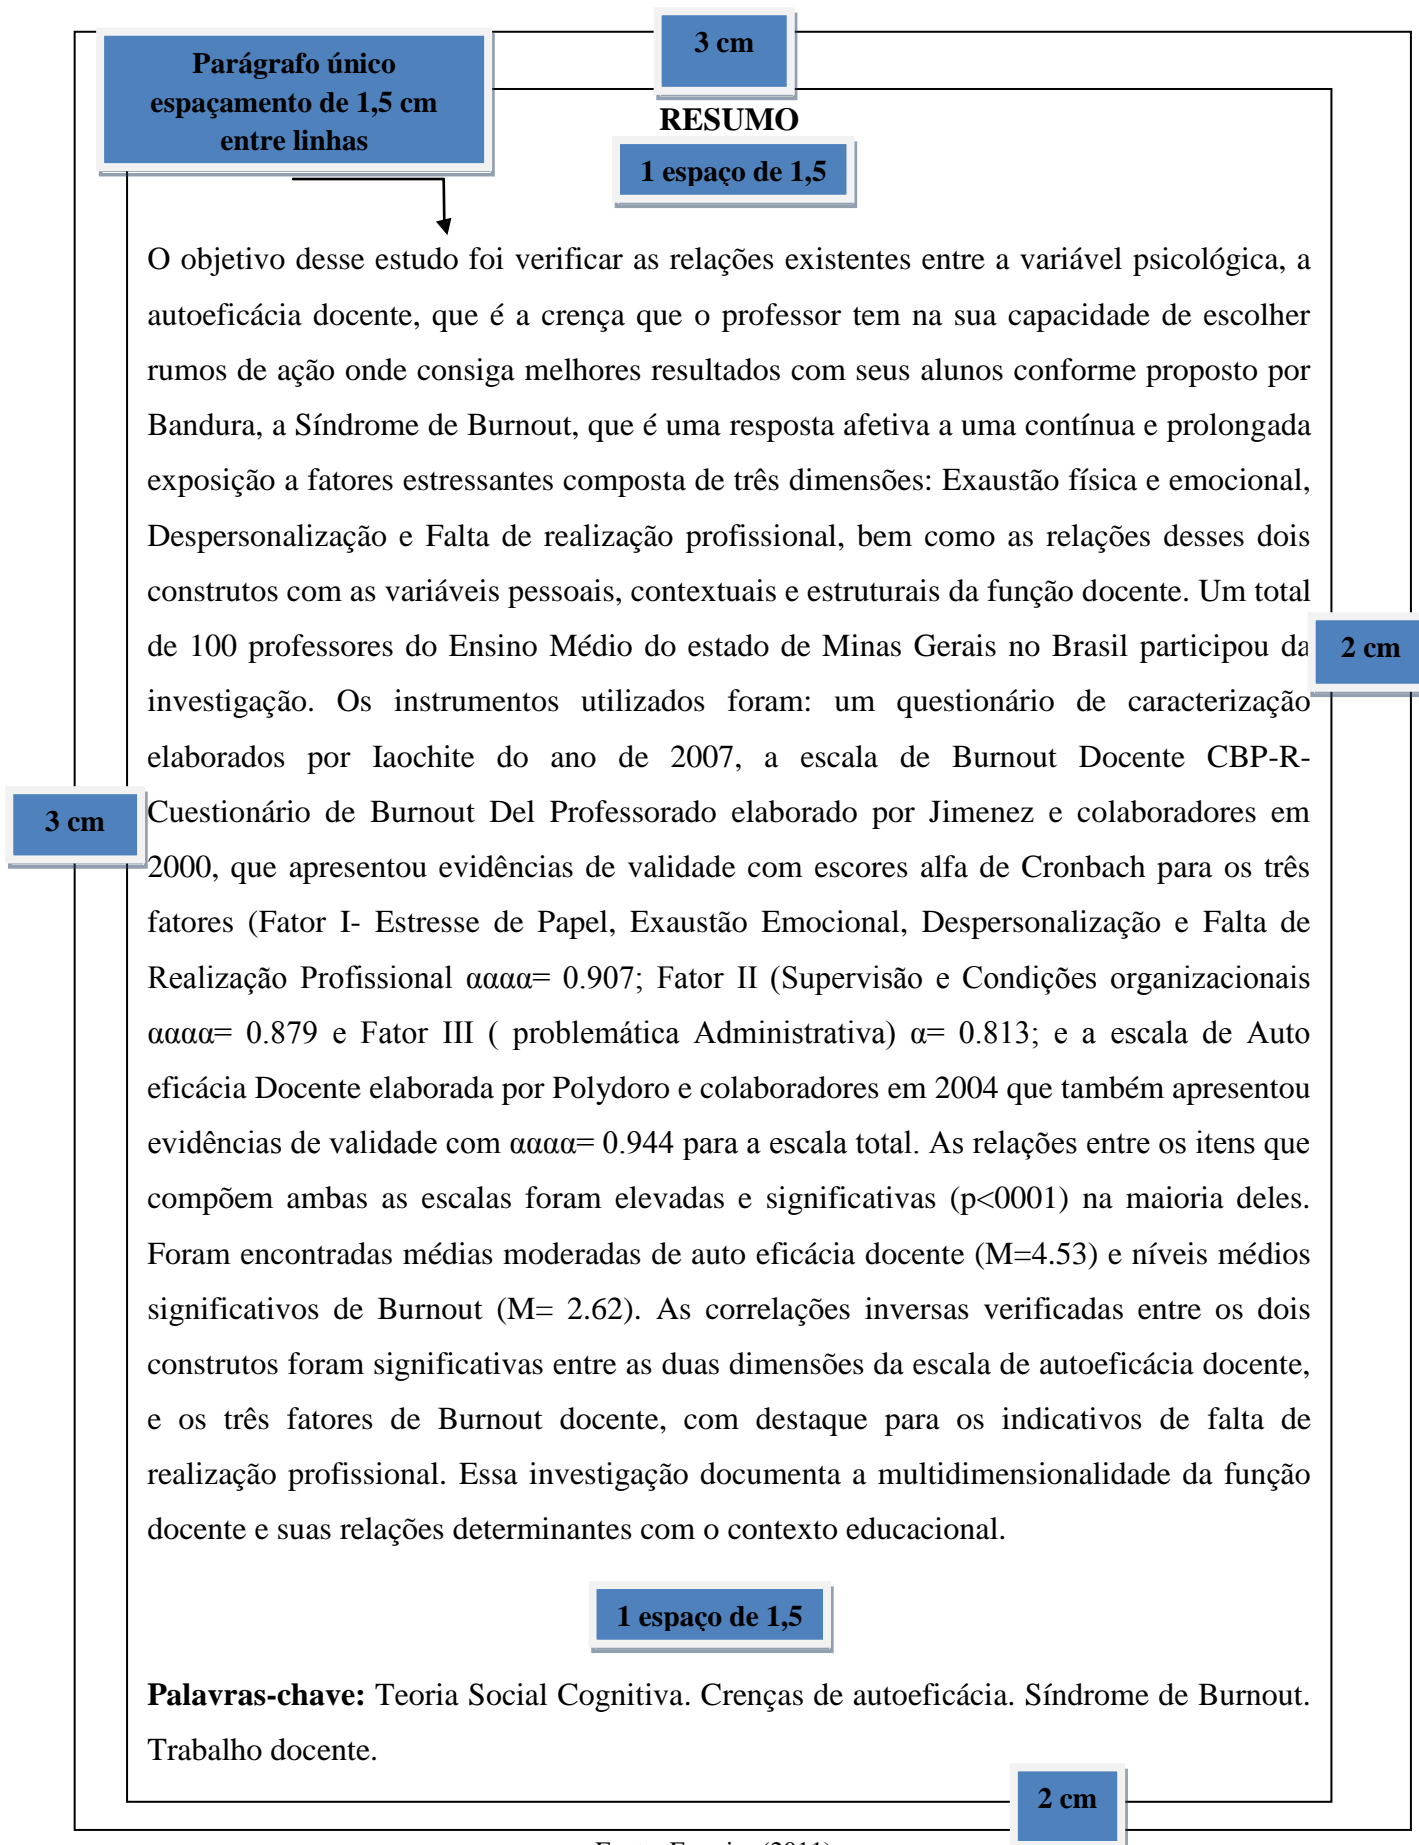 3 cm
Parágrafo único
espaçamento de 1,5 cm
entre linhas
RESUMO
1 espaço de 1,5
O objetivo desse estudo foi verificar as relações existentes entre a variável psicológica, a
autoeficácia docente, que é a crença que o professor tem na sua capacidade de escolher
rumos de ação onde consiga melhores resultados com seus alunos conforme proposto por
Bandura, a Síndrome de Burnout, que é uma resposta afetiva a uma contínua e prolongada
exposição a fatores estressantes composta de três dimensões: Exaustão física e emocional,
Despersonalização e Falta de realização profissional, bem como as relações desses dois
construtos com as variáveis pessoais, contextuais e estruturais da função docente. Um total
de 100 professores do Ensino Médio do estado de Minas Gerais no Brasil participou da
2 cm
investigação. Os instrumentos utilizados foram: um questionário de caracterização
elaborados por Iaochite do ano de 2007, a escala de Burnout Docente CBP-R-
3 cm
Cuestionário de Burnout Del Professorado elaborado por Jimenez e colaboradores em
2000, que apresentou evidências de validade com escores alfa de Cronbach para os três
fatores (Fator I- Estresse de Papel, Exaustão Emocional, Despersonalização e Falta de
Realização Profissional αααα= 0.907; Fator II (Supervisão e Condições organizacionais
αααα= 0.879 e Fator III ( problemática Administrativa) α= 0.813; e a escala de Auto
eficácia Docente elaborada por Polydoro e colaboradores em 2004 que também apresentou
evidências de validade com αααα= 0.944 para a escala total. As relações entre os itens que
compõem ambas as escalas foram elevadas e significativas (p<0001) na maioria deles.
Foram encontradas médias moderadas de auto eficácia docente (M=4.53) e níveis médios
significativos de Burnout (M= 2.62). As correlações inversas verificadas entre os dois
construtos foram significativas entre as duas dimensões da escala de autoeficácia docente,
e os três fatores de Burnout docente, com destaque para os indicativos de falta de
realização profissional. Essa investigação documenta a multidimensionalidade da função
docente e suas relações determinantes com o contexto educacional.
1 espaço de 1,5
Palavras-chave: Teoria Social Cognitiva. Crenças de autoeficácia. Síndrome de Burnout.
Trabalho docente.
2 cm
(2011)